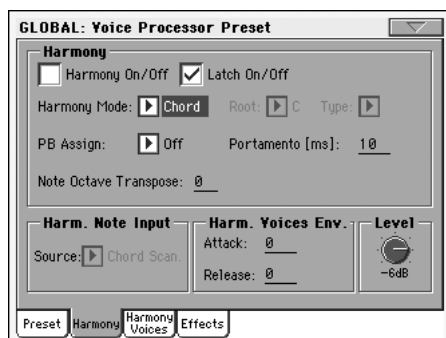 GLOBAL: Voice Processor Preset
Harmony
Harmony On/Off Latch On/Off
Harmony Mode: Chord Root: C Type:
PB Assign: Off Portamento [ms]: 10
Note Octave Transpose: 0
Harm. Note Input Harm. Voices Env. Level
Source: Chord Scan. Attack: 0
Release: 0 -6dB
Preset Harmony Harmony Voices Effects